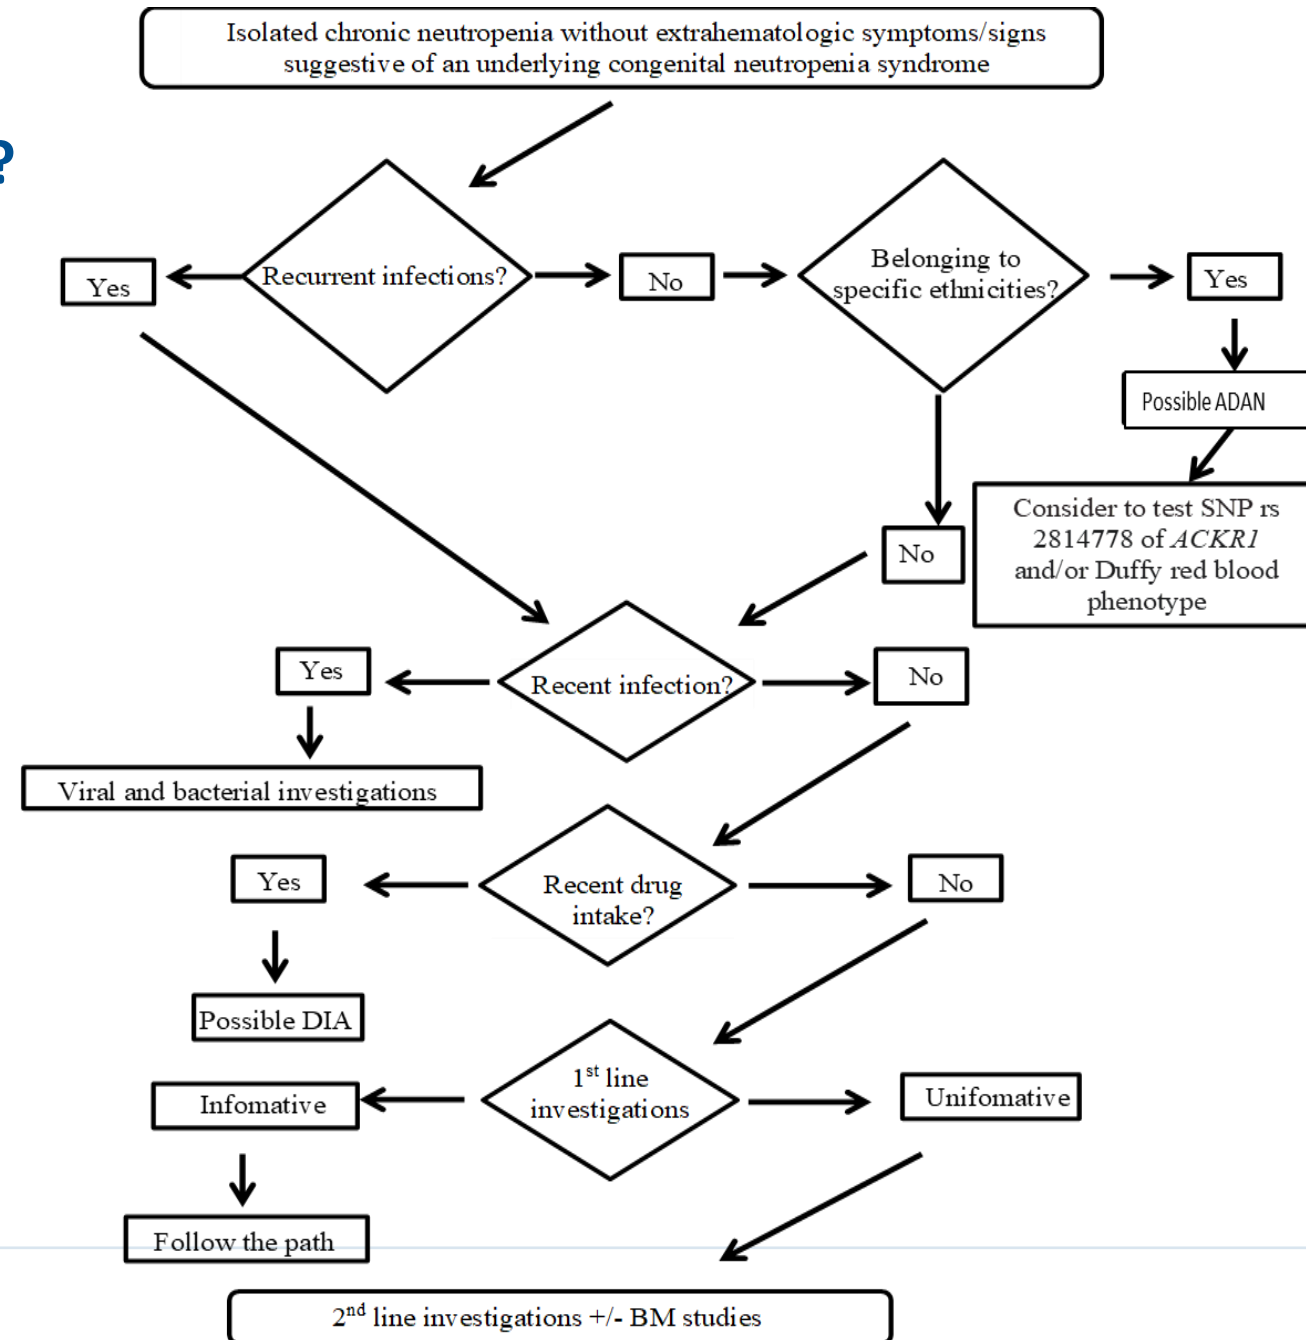 Isolated chronic neutropenia without extrahematologic symptoms/signs
suggestive of an underlying congenital neutropenia syndrome
?
Recurrent infections?
Yes
No
Belonging to
specific ethnicities?
Yes
Possible ADAN
Consider to test SNP rs
2814778 of ACKR1
and/or Duffy red blood
phenotype
No
Recent infection?
Yes
No
Viral and bacterial investigations
Recent drug
intake?
Yes
No
Possible DIA
1st line
investigations
Infomative
Unifomative
Follow the path
2nd line investigations +/- BM studies